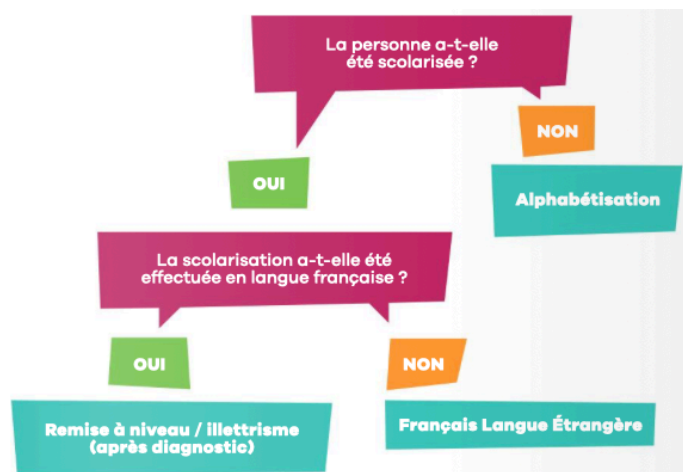 La personne a-t-elle
été scolarisée ?
NON
OUI
Alphabétisation
La scolarisation a-t-elle été
effectuée en langue française ?
OUI
NON
Remise à niveau / illettrisme
(après diagnostic)
Français Langue Étrangère